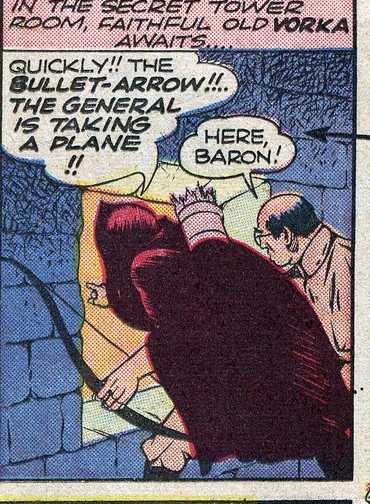 IN THE SECRET TOWER
ROOM, FAITHFUL OLD VORKA
AWAITS....
QUICKLY!! THE
BULLET-ARROW!!..
THE GENERAL
IS TAKING
A PLANE
!!
HERE,
BARON!